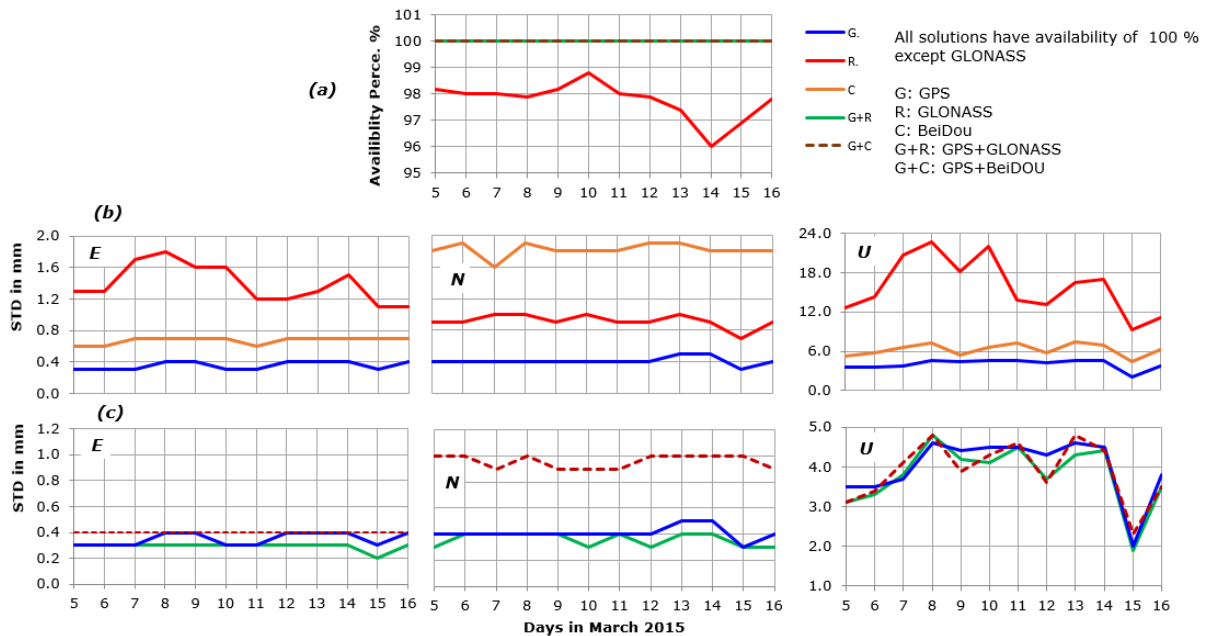 101
100
99
98
97
96
95
Availiblity Perce. %
(a)
5 6 7 8 9 10 11 12 13 14 15 16
G.
R.
C
G+R
G+C
All solutions have availability of 100 %
except GLONASS
G: GPS
R: GLONASS
C: BeiDou
G+R: GPS+GLONASS
G+C: GPS+BeiDOU
(b)
STD in mm
2.0
1.6
1.2
0.8
0.4
0.0
E
N
24.0
18.0
12.0
6.0
0.0
U
(c)
STD in mm
1.2
1.0
0.8
0.6
0.4
0.2
0.0
E
5 6 7 8 9 10 11 12 13 14 15 16
N
5 6 7 8 9 10 11 12 13 14 15 16
5.0
4.0
3.0
2.0
1.0
U
5 6 7 8 9 10 11 12 13 14 15 16
Days in March 2015